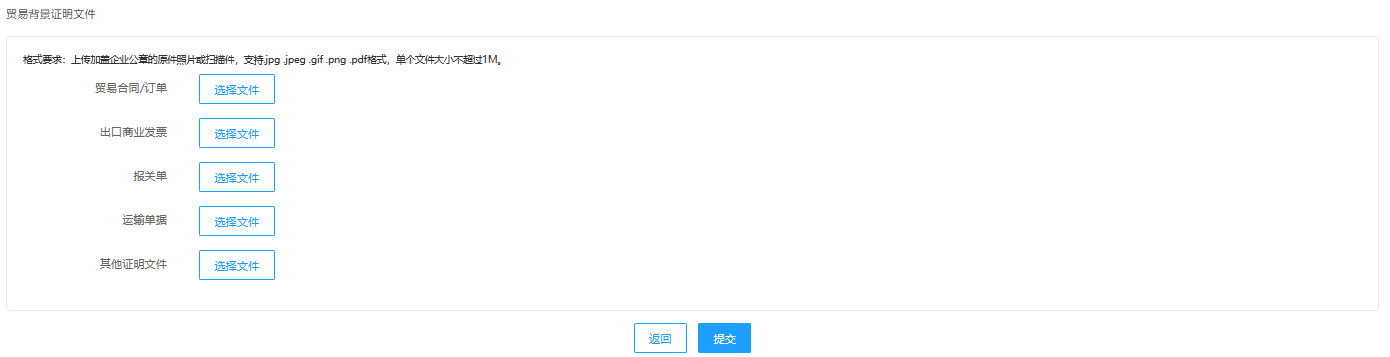 贸易背景证明文件
格式要求：上传加盖企业公章的原件照片或扫描件，支持.jpg .jpeg .gif .png .pdf格式，单个文件大小不超过1M。
贸易合同/订单 选择文件
出口商业发票 选择文件
报关单 选择文件
运输单据 选择文件
其他证明文件 选择文件
返回 提交